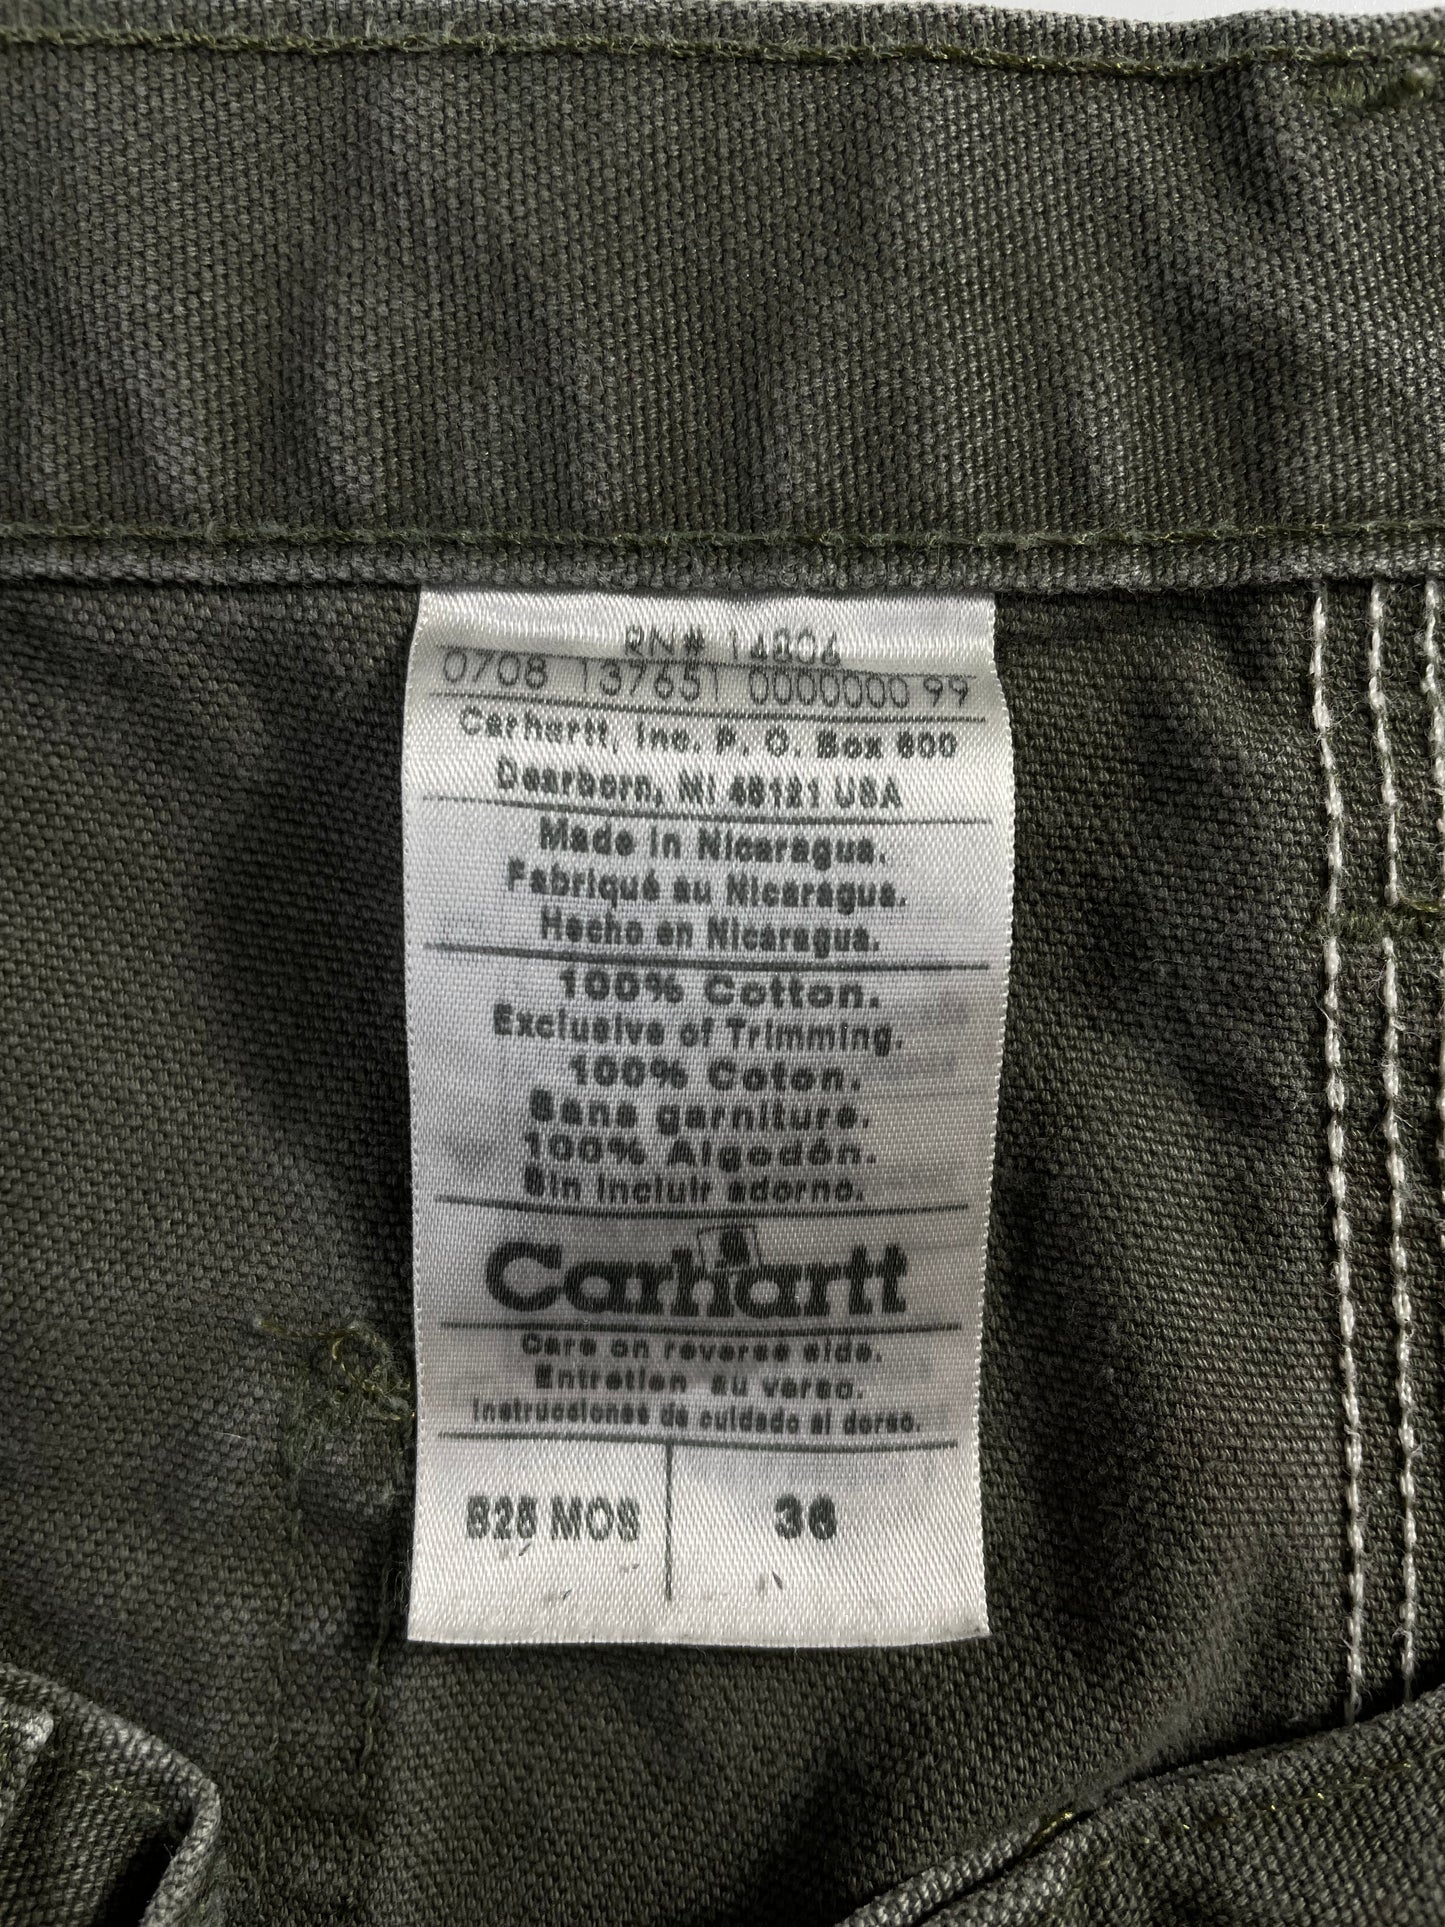 RN# 14806
0708 137651 0000000 99
Carhartt, Inc. P. O. Box 600
Dearborn, MI 48121 USA
Made in Nicaragua.
Fabriqué au Nicaragua.
Hecho en Nicaragua.
100% Cotton.
Exclusive of Trimming.
100% Coton.
Sans garniture.
100% Algodón.
Sin incluir adorno.
Carhartt
Care on reverse side.
Entretien au verso.
Instrucciones de cuidado al dorso.
MOS
36